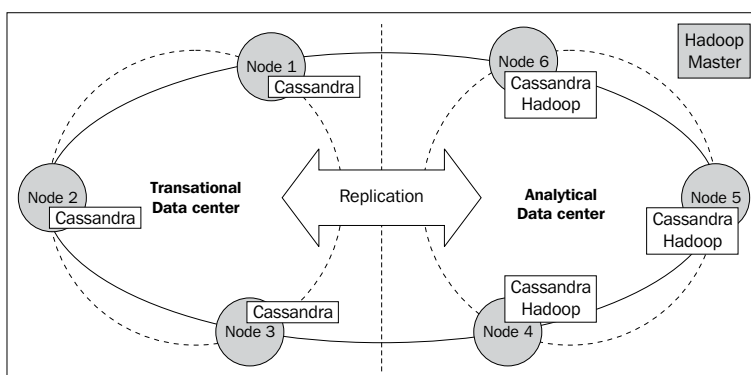 Hadoop
Master
Node 1
Cassandra
Node 6
Cassandra
Hadoop
Node 2
Cassandra
Transational
Data center
Replication
Analytical
Data center
Node 5
Cassandra
Hadoop
Node 3
Cassandra
Node 4
Cassandra
Hadoop